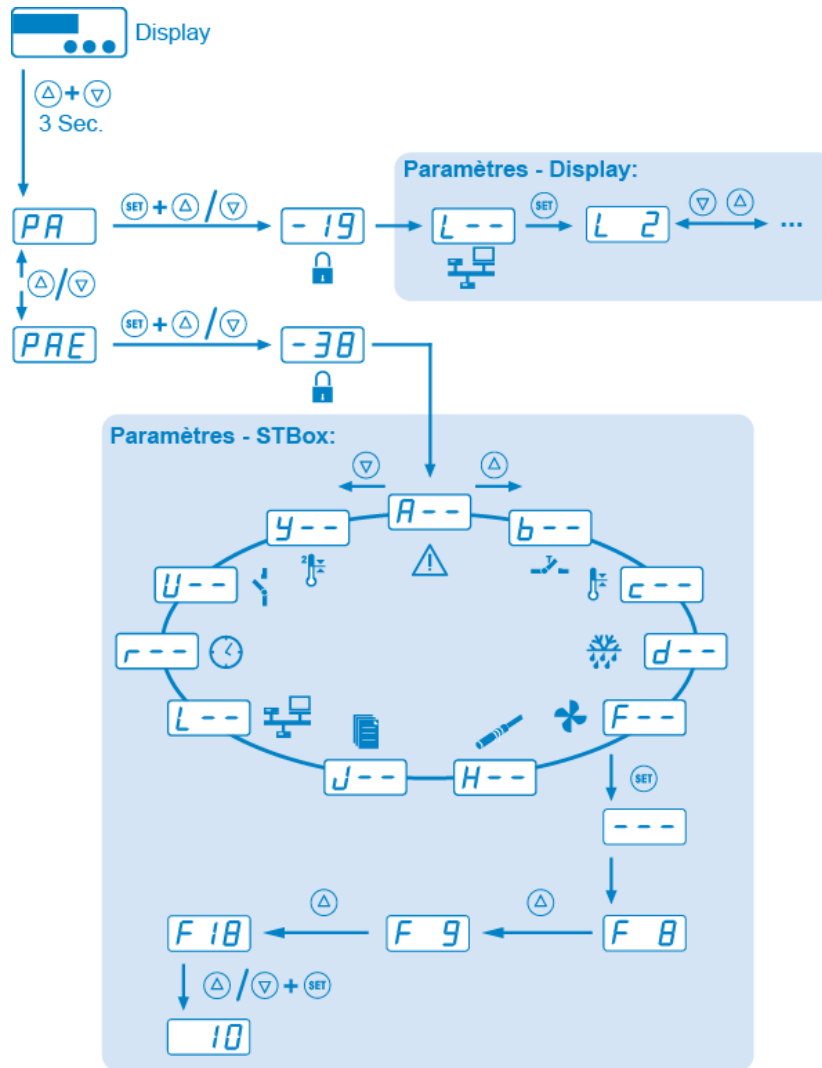 Display
+
3 Sec.
Paramètres - Display:
PA
SET + /
- 19
L - -
SET
L 2
...
/
PAE
SET + /
- 38
Paramètres - STBox:
A - -
y - -
b - -
2
T
U - -
c - -
r - -
d - -
L - -
F - -
J - -
H - -
SET
- - -
F 18
F 9
F 8
/ + SET
10